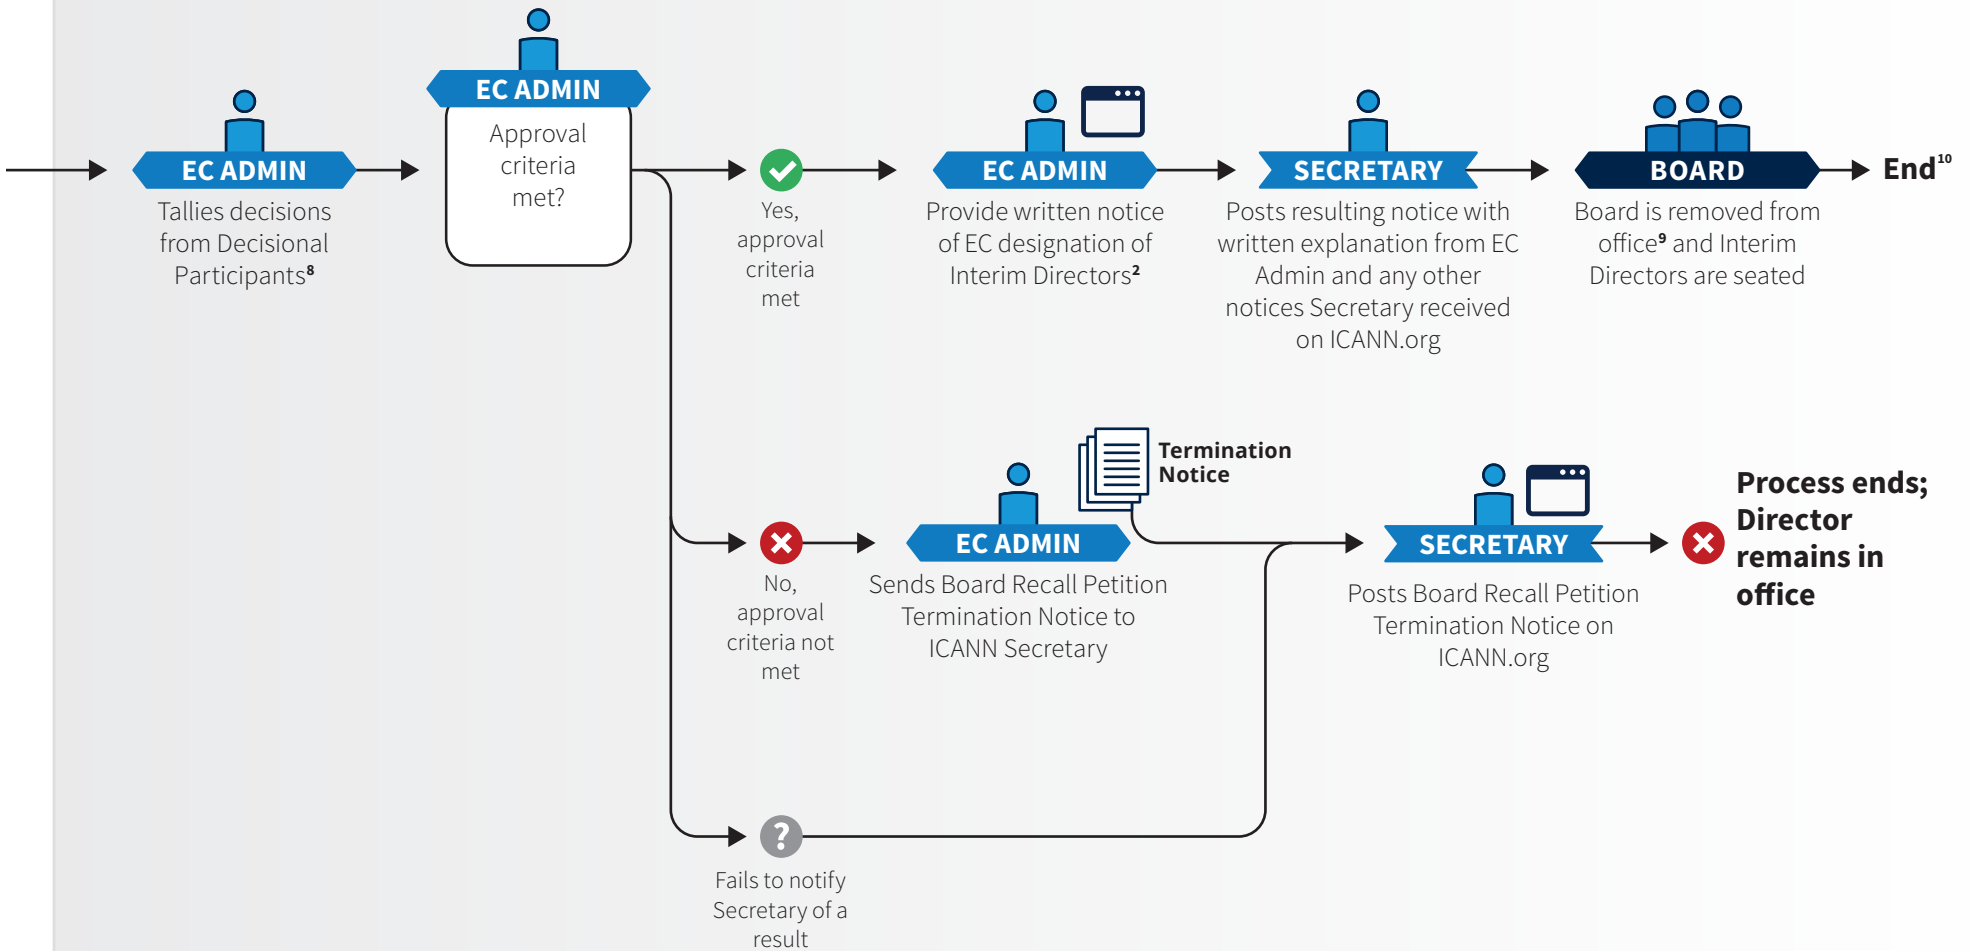 EC ADMIN
Tallies decisions
from Decisional
Participants⁸
EC ADMIN
Approval
criteria
met?
Yes,
approval
criteria
met
EC ADMIN
Provide written notice
of EC designation of
Interim Directors²
SECRETARY
Posts resulting notice with
written explanation from EC
Admin and any other
notices Secretary received
on ICANN.org
BOARD
Board is removed from
office⁹ and Interim
Directors are seated
End¹⁰
No,
approval
criteria not
met
Termination
Notice
EC ADMIN
Sends Board Recall Petition
Termination Notice to
ICANN Secretary
SECRETARY
Posts Board Recall Petition
Termination Notice on
ICANN.org
Process ends;
Director
remains in
office
?
Fails to notify
Secretary of a
result